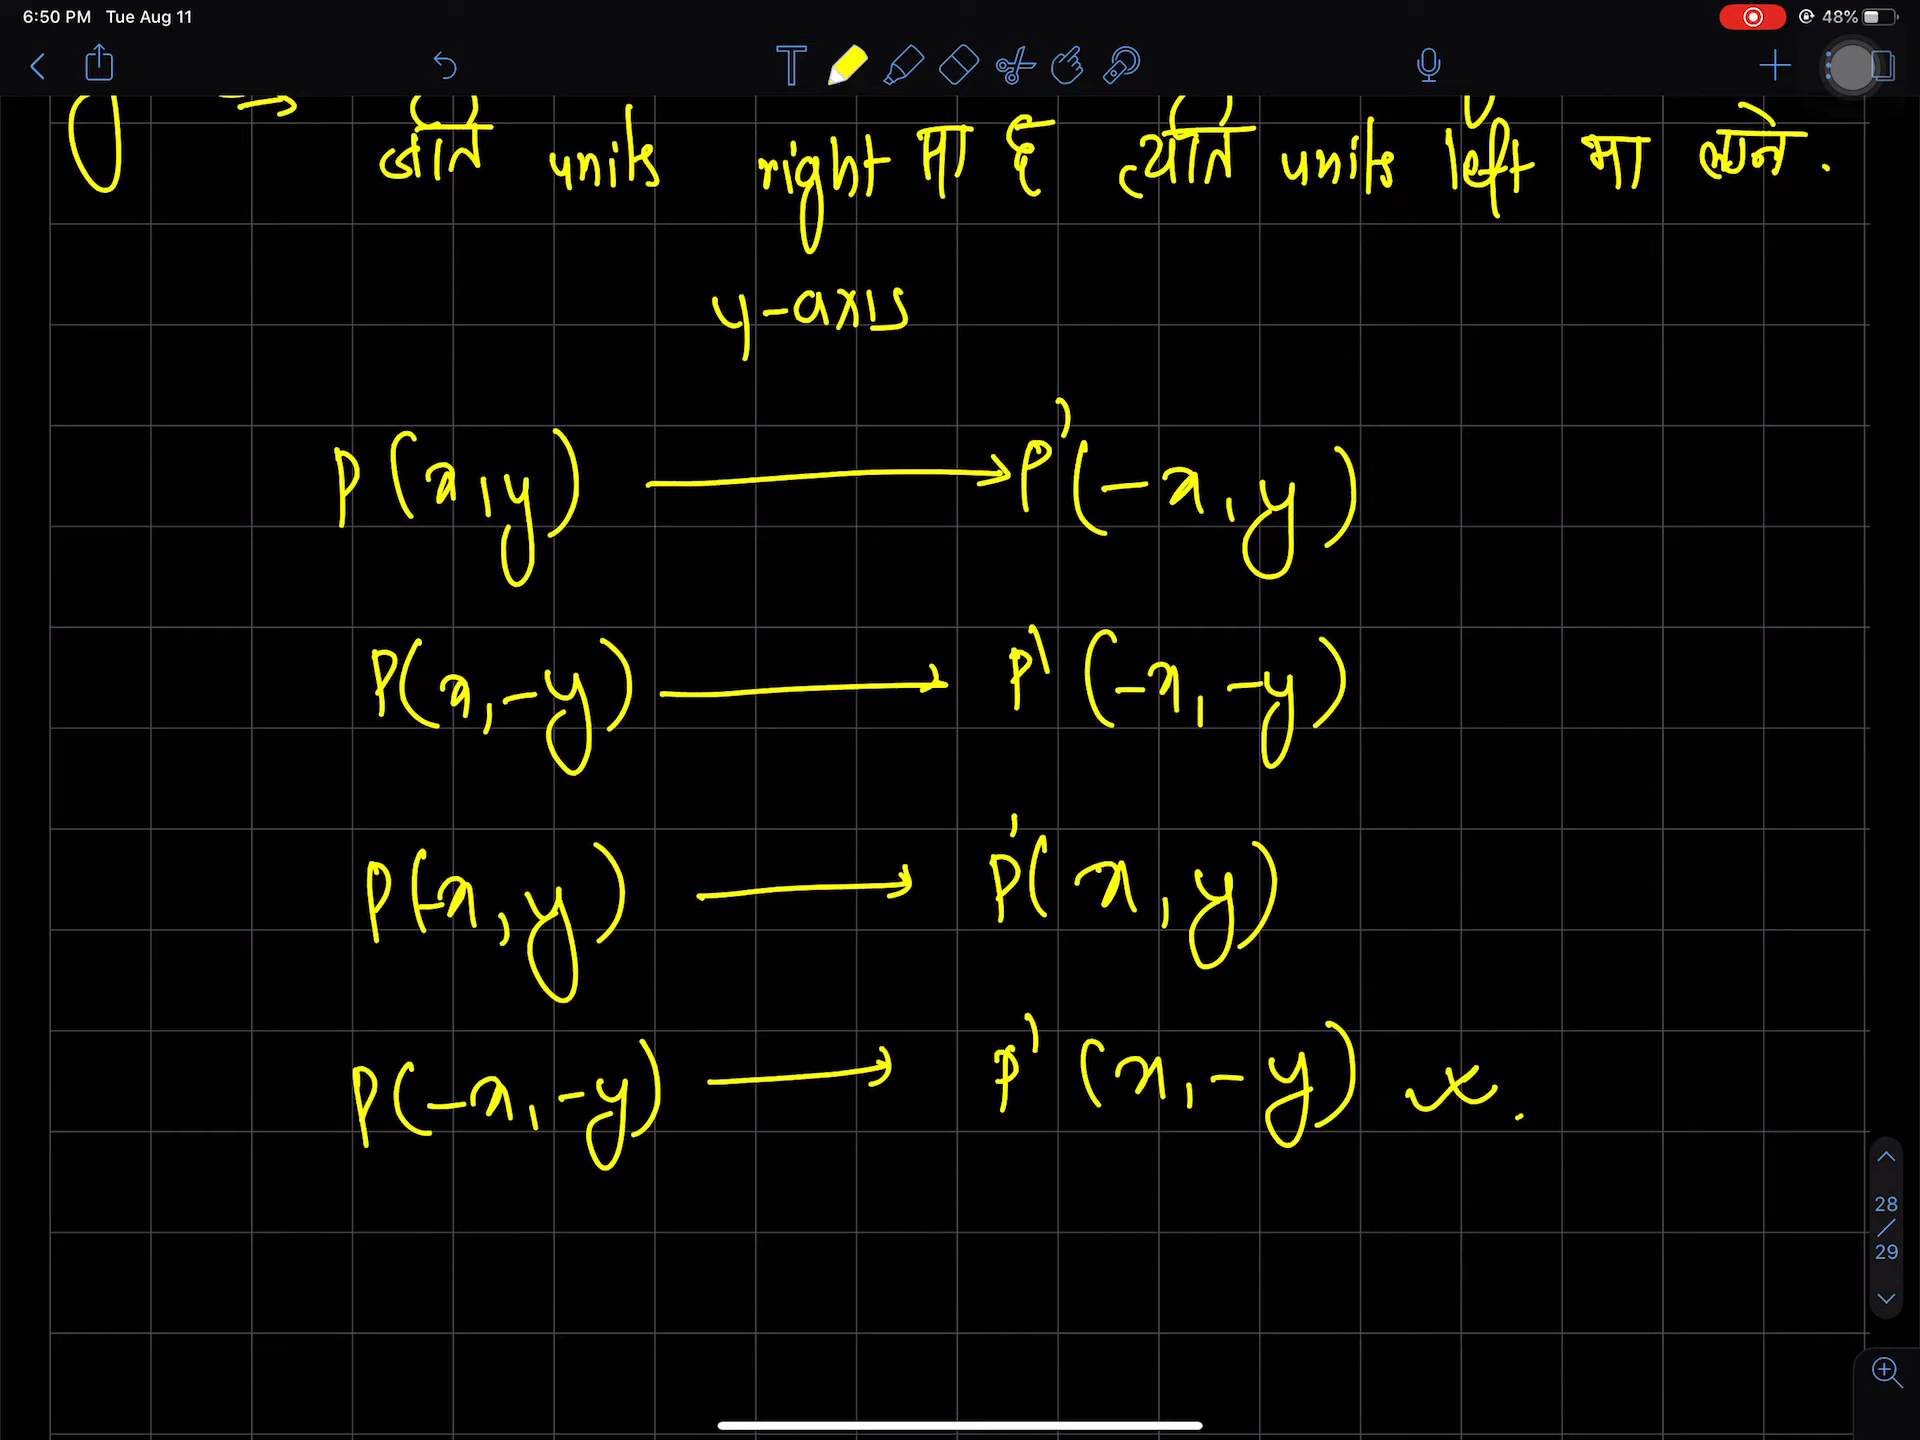 6:50 PM Tue Aug 11
48%
T
y → जति units right मा छ त्यति units left मा लाने.
y-axis
P(x,y) → P'(-x,y)
P(x,-y) → P'(-x,-y)
P(-x,y) → P'(x,y)
P(-x,-y) → P'(x,-y)
28
/
29